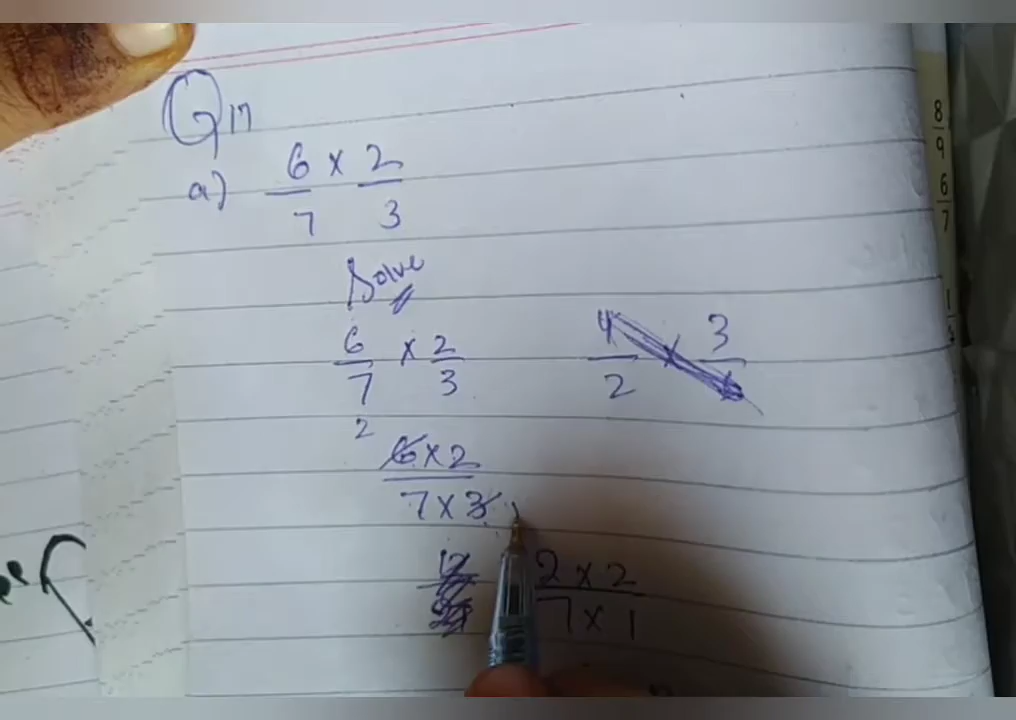 Q17
a) 6 × 2
7 3
Solve
6 × 2
7 3
4 × 3
2
2
6 × 2
7 × 3
12 2 × 2
7 × 1
8
9
6
7
1